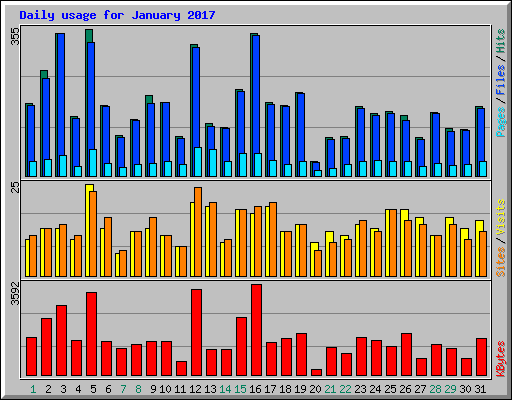 Daily usage for January 2017
355
Pages/Files/Hits
25
Sites/Visits
3592
KBytes
1 2 3 4 5 6 7 8 9 10 11 12 13 14 15 16 17 18 19 20 21 22 23 24 25 26 27 28 29 30 31